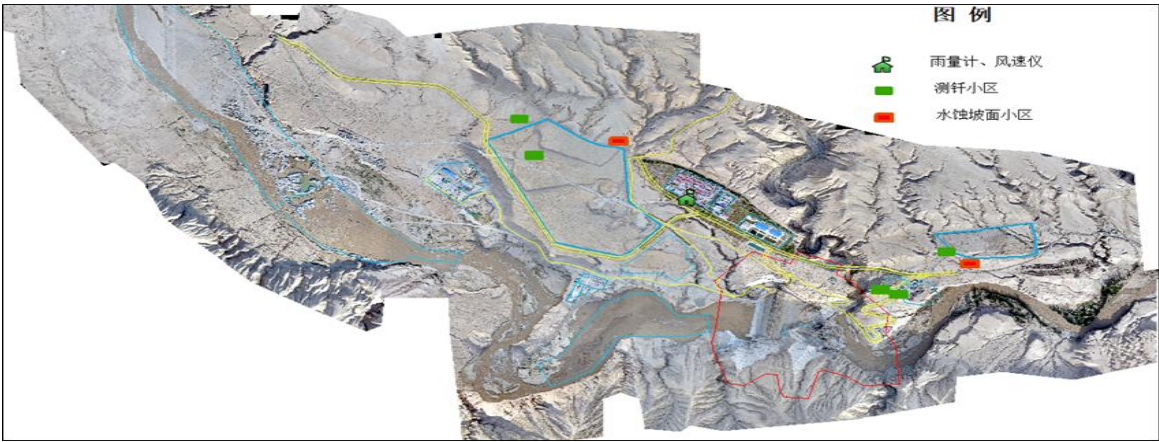 图 例
雨量计、风速仪
测钎小区
水蚀坡面小区